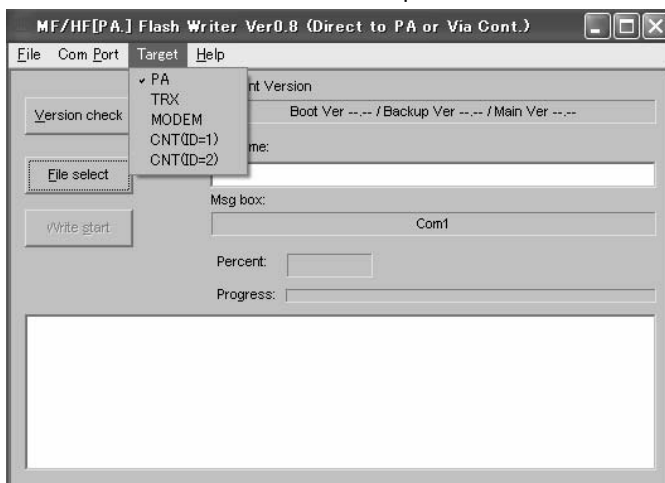 MF/HF[PA.] Flash Writer Ver0.8 (Direct to PA or Via Cont.)
File Com Port Target Help
PA
TRX
MODEM
CNT(ID=1)
CNT(ID=2)
nt Version
Version check
Boot Ver --.-- / Backup Ver --.-- / Main Ver --.--
me:
File select
Msg box:
Write start
Com1
Percent:
Progress: